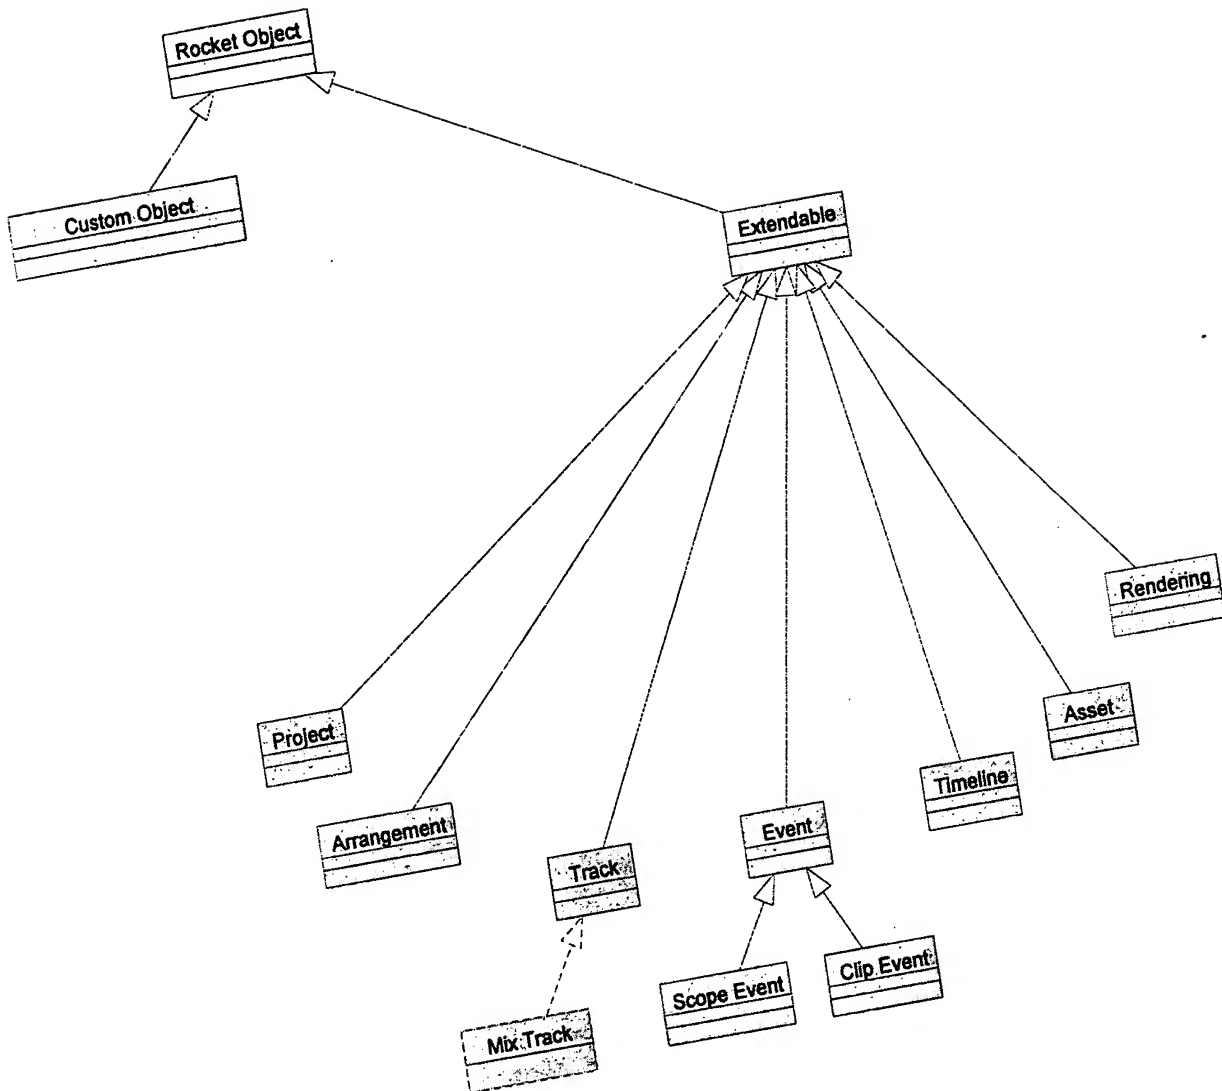 Rocket Object
Custom Object
Extendable
Rendering
Asset
Project
Timeline
Arrangement
Event
Track
Clip Event
Scope Event
Mix Track